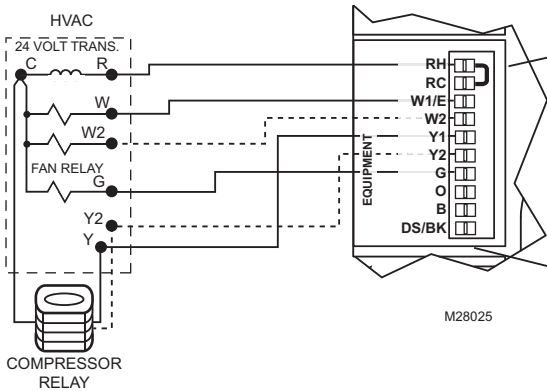 HVAC
24 VOLT TRANS.
C
R
W
W2
FAN RELAY
G
Y2
Y
COMPRESSOR
RELAY
EQUIPMENT
RH
RC
W1/E
W2
Y1
Y2
G
O
B
DS/BK
M28025